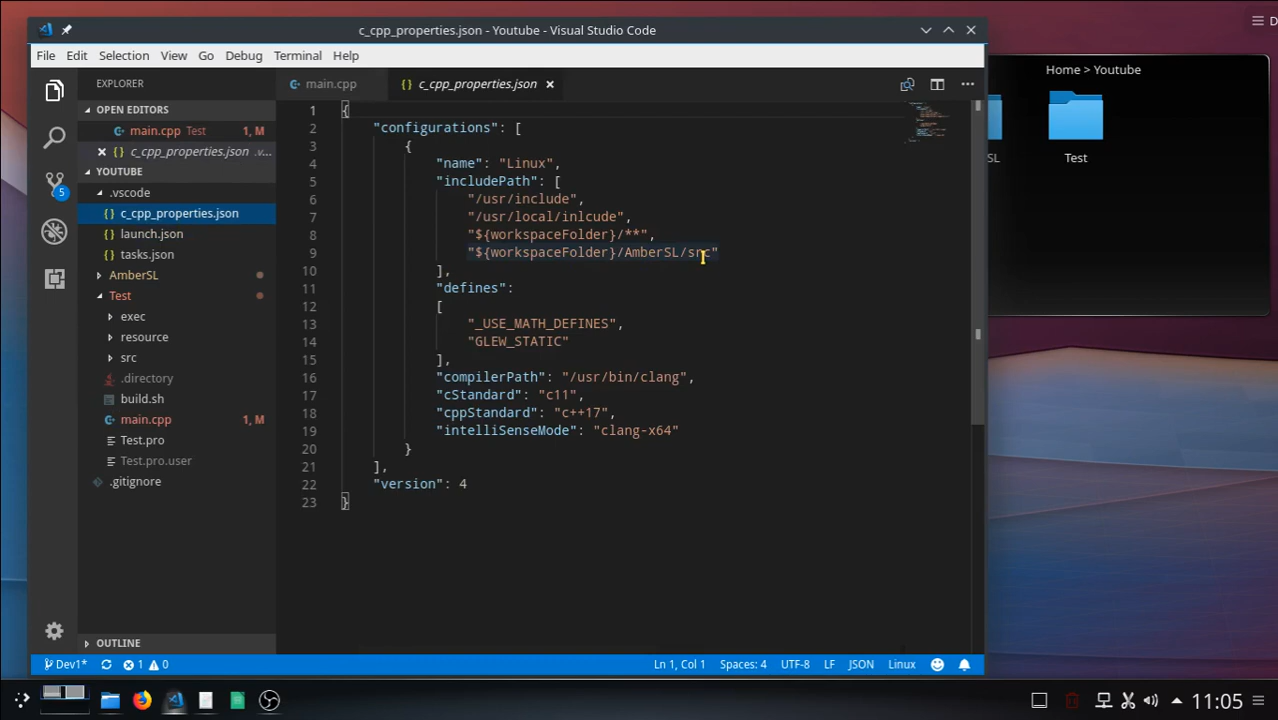 c_cpp_properties.json - Youtube - Visual Studio Code
File Edit Selection View Go Debug Terminal Help
EXPLORER
OPEN EDITORS
main.cpp Test 1, M
c_cpp_properties.json .v...
YOUTUBE
.vscode
c_cpp_properties.json
launch.json
tasks.json
AmberSL
Test
exec
resource
src
.directory
build.sh
main.cpp 1, M
Test.pro
Test.pro.user
.gitignore
OUTLINE
5
main.cpp {} c_cpp_properties.json
1 {
2 "configurations": [
3 {
4 "name": "Linux",
5 "includePath": [
6 "/usr/include",
7 "/usr/local/inlcude",
8 "${workspaceFolder}/**",
9 "${workspaceFolder}/AmberSL/src"
10 ],
11 "defines":
12 [
13 "_USE_MATH_DEFINES",
14 "GLEW_STATIC"
15 ],
16 "compilerPath": "/usr/bin/clang",
17 "cStandard": "c11",
18 "cppStandard": "c++17",
19 "intelliSenseMode": "clang-x64"
20 }
21 ],
22 "version": 4
23 }
Dev1* 1 0
Ln 1, Col 1 Spaces: 4 UTF-8 LF JSON Linux
D
Home > Youtube
SL
Test
11:05